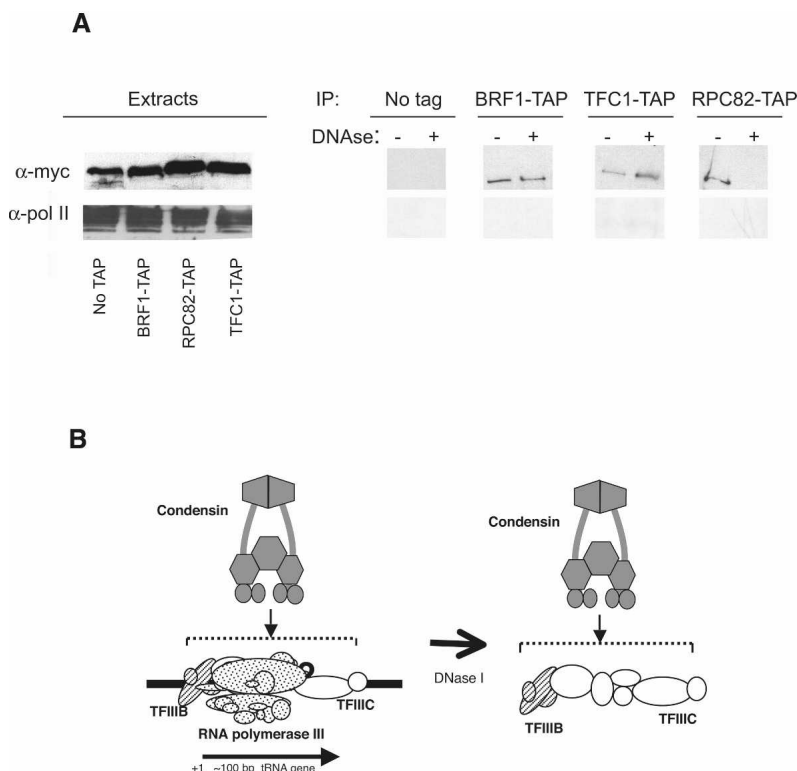 A
Extracts
IP: No tag BRF1-TAP TFC1-TAP RPC82-TAP
DNAse: - + - + - + - +
α-myc
α-pol II
No TAP
BRF1-TAP
RPC82-TAP
TFC1-TAP
B
Condensin
Condensin
DNase I
TFIIIB
TFIIIC
RNA polymerase III
TFIIIB
TFIIIC
+1 ~100 bp tRNA gene